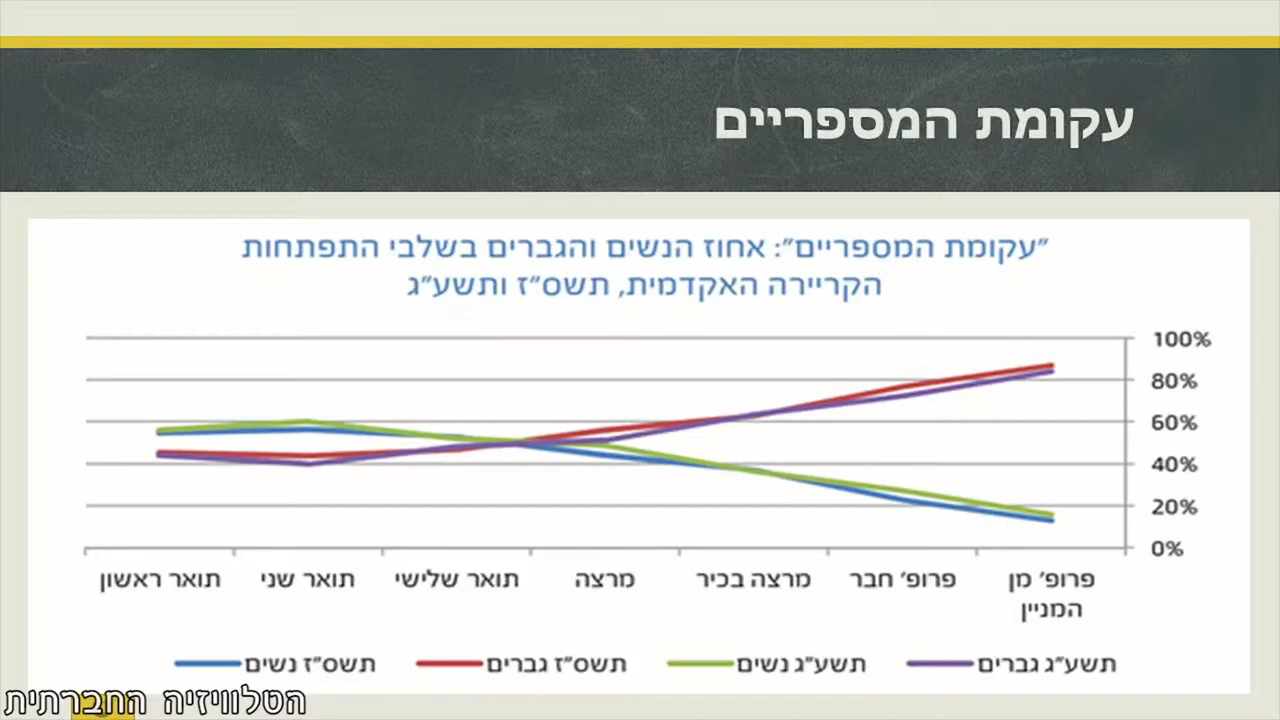 עקומת המספריים
"עקומת המספריים": אחוז הנשים והגברים בשלבי התפתחות
הקריירה האקדמית, תשס"ז ותשע"ג
100%
80%
60%
40%
20%
0%
תואר ראשון
תואר שני
תואר שלישי
מרצה
מרצה בכיר
פרופ' חבר
פרופ' מן
המניין
תשס"ז נשים
תשס"ז גברים
תשע"ג נשים
תשע"ג גברים
הטלוויזיה החברתית